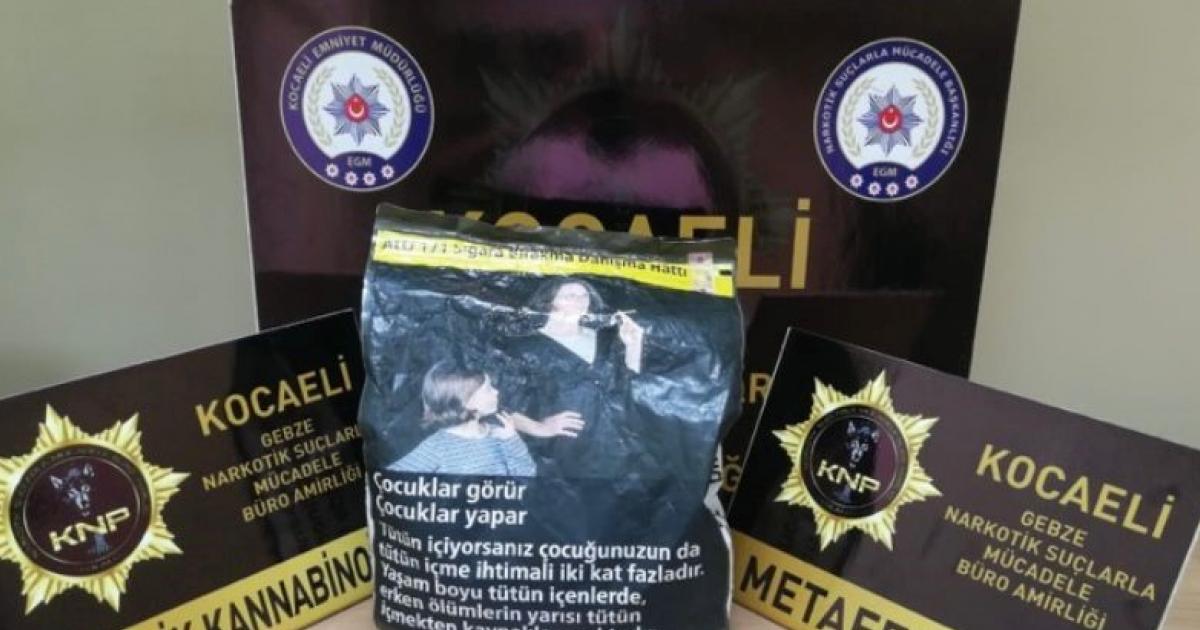 KOCAELİ EMNİYET MÜDÜRLÜĞÜ
EGM
NARKOTİK SUÇLARLA MÜCADELE BAŞKANLIĞI
EGM
KOCAELİ
ALO 171 Sigara Bırakma Danışma Hattı
Çocuklar görür
Çocuklar yapar
Tütün içiyorsanız çocuğunuzun da
tütün içme ihtimali iki kat fazladır.
Yaşam boyu tütün içenlerde,
erken ölümlerin yarısı tütün
içmekten
KOCAELİ
GEBZE
NARKOTİK SUÇLARL
MÜCADELE
BÜRO AMİRLİĞİ
KNP
KANNABİNO
KOCAELİ
GEBZE
NARKOTİK SUÇLARLA
MÜCADELE
BÜRO AMİRLİĞİ
KNP